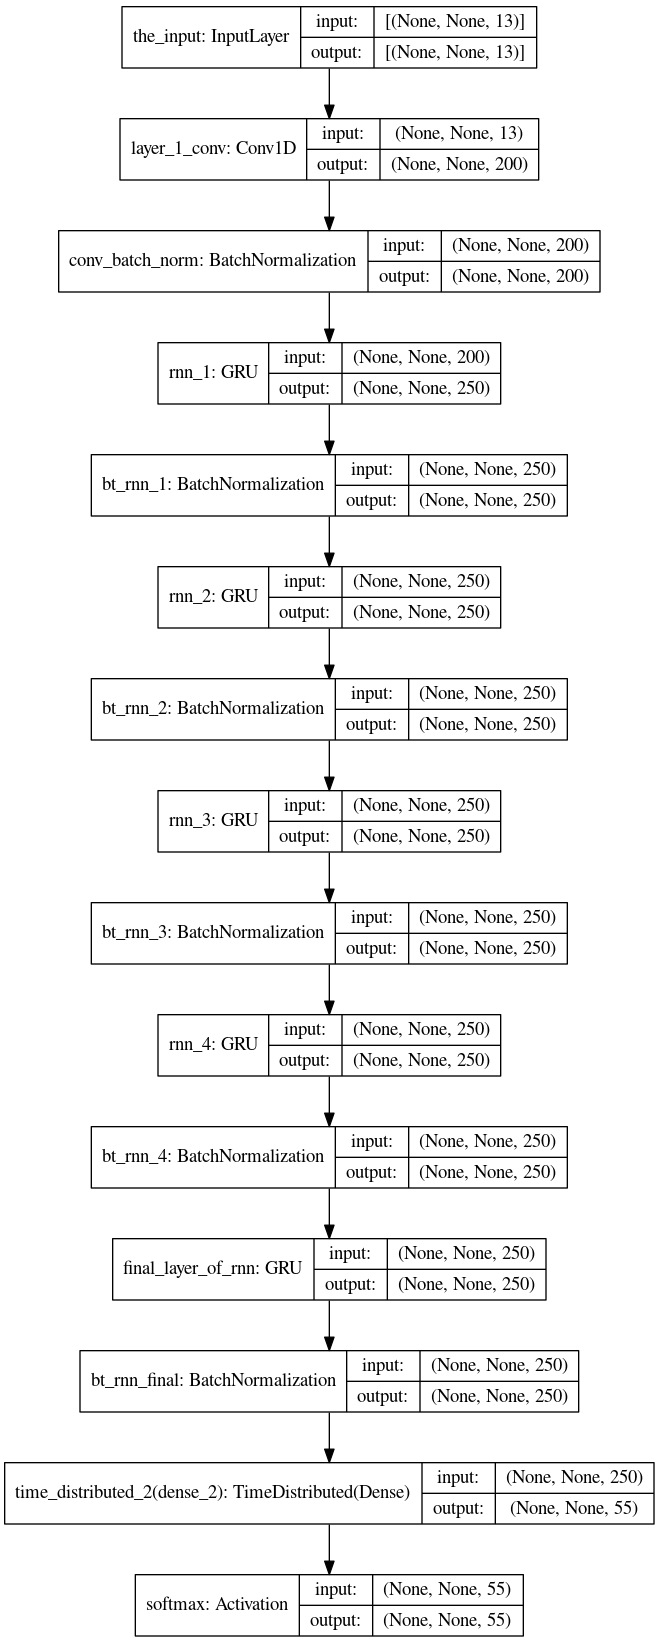 the_input: InputLayer
input: [(None, None, 13)]
output: [(None, None, 13)]
layer_1_conv: Conv1D
input: (None, None, 13)
output: (None, None, 200)
conv_batch_norm: BatchNormalization
input: (None, None, 200)
output: (None, None, 200)
rnn_1: GRU
input: (None, None, 200)
output: (None, None, 250)
bt_rnn_1: BatchNormalization
input: (None, None, 250)
output: (None, None, 250)
rnn_2: GRU
input: (None, None, 250)
output: (None, None, 250)
bt_rnn_2: BatchNormalization
input: (None, None, 250)
output: (None, None, 250)
rnn_3: GRU
input: (None, None, 250)
output: (None, None, 250)
bt_rnn_3: BatchNormalization
input: (None, None, 250)
output: (None, None, 250)
rnn_4: GRU
input: (None, None, 250)
output: (None, None, 250)
bt_rnn_4: BatchNormalization
input: (None, None, 250)
output: (None, None, 250)
final_layer_of_rnn: GRU
input: (None, None, 250)
output: (None, None, 250)
bt_rnn_final: BatchNormalization
input: (None, None, 250)
output: (None, None, 250)
time_distributed_2(dense_2): TimeDistributed(Dense)
input: (None, None, 250)
output: (None, None, 55)
softmax: Activation
input: (None, None, 55)
output: (None, None, 55)